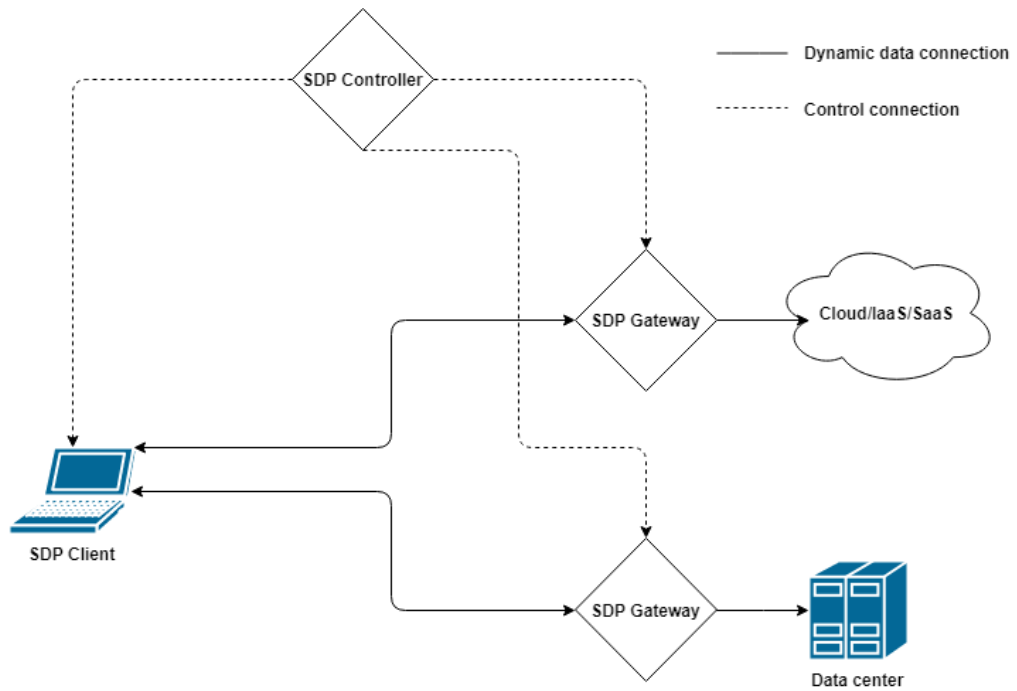 SDP Controller
Dynamic data connection
Control connection
SDP Gateway
Cloud/IaaS/SaaS
SDP Client
SDP Gateway
Data center